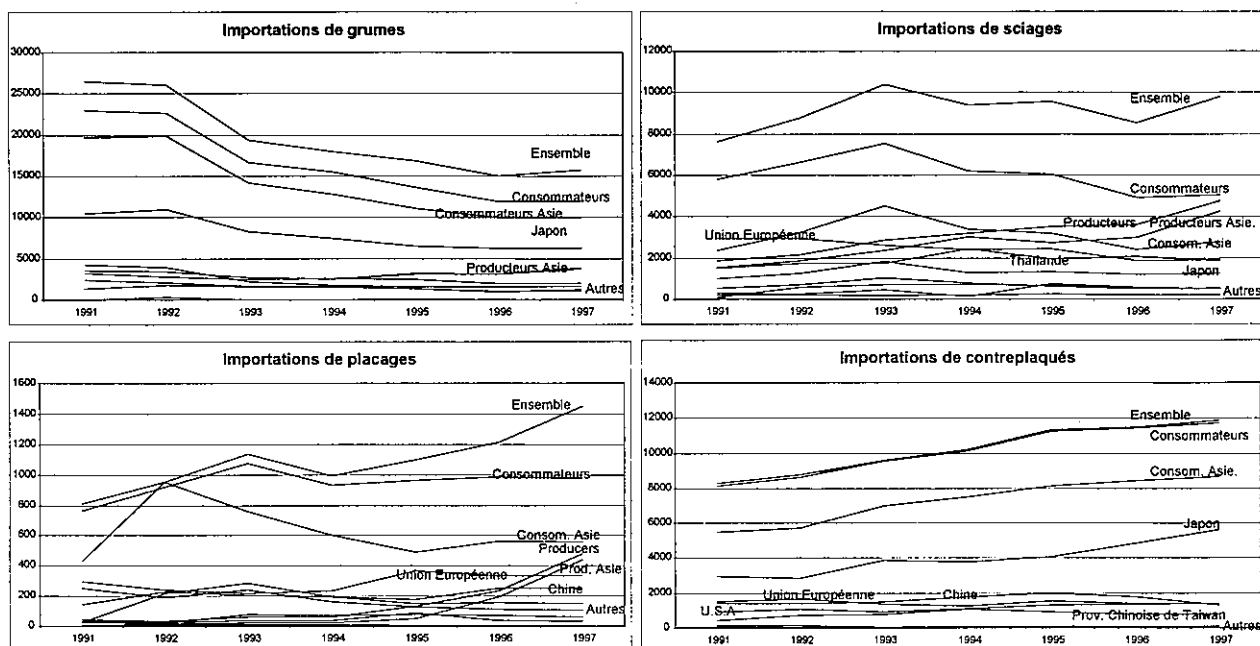 Importations de grumes
30000
25000
20000
15000
10000
5000
0
Ensemble
Consommateurs
Consommateurs Asie
Japon
Producteurs Asie
Autres
1991 1992 1993 1994 1995 1996 1997
Importations de sciages
12000
10000
8000
6000
4000
2000
0
Ensemble
Consommateurs
Producteurs
Producteurs Asie.
Union Européenne
Consom. Asie
Thaïlande
Japon
Autres
1991 1992 1993 1994 1995 1996 1997
Importations de placages
1600
1400
1200
1000
800
600
400
200
0
Ensemble
Consommateurs
Consom. Asie
Producers
Prod. Asie
Union Européenne
Chine
Autres
1991 1992 1993 1994 1995 1996 1997
Importations de contreplaqués
14000
12000
10000
8000
6000
4000
2000
0
Ensemble
Consommateurs
Consom. Asie.
Japon
Union Européenne
Chine
U.S.A
Prov. Chinoise de Taiwan
Autres
1991 1992 1993 1994 1995 1996 1997